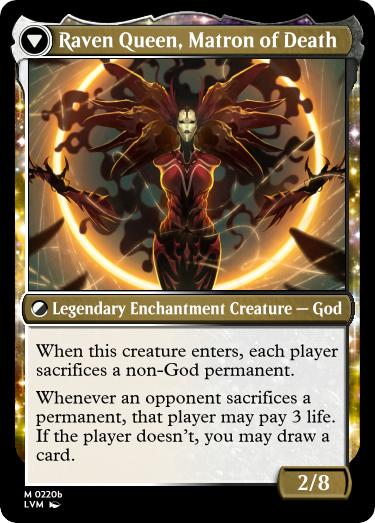 Raven Queen, Matron of Death
Legendary Enchantment Creature — God
When this creature enters, each player
sacrifices a non-God permanent.
Whenever an opponent sacrifices a
permanent, that player may pay 3 life.
If the player doesn't, you may draw a
card.
2/8
M 0220b
LVM